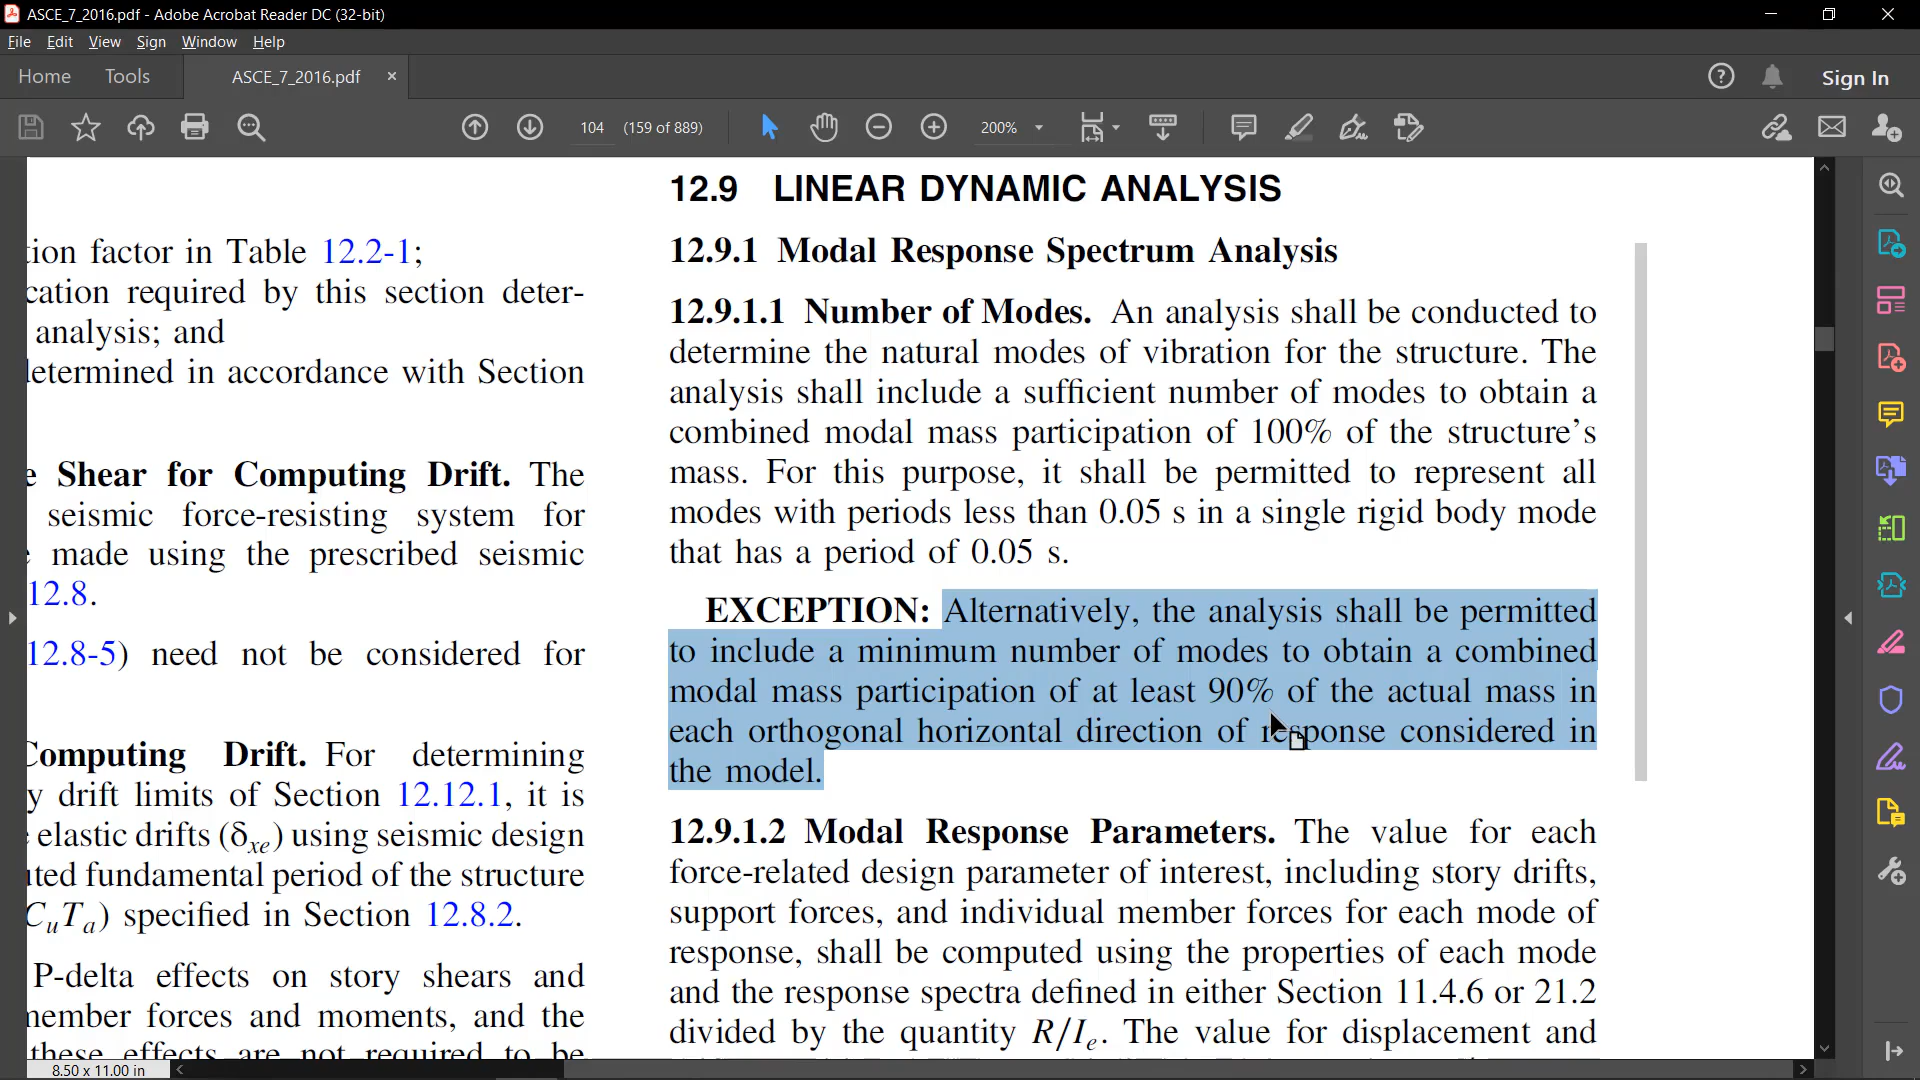 ASCE_7_2016.pdf - Adobe Acrobat Reader DC (32-bit)
File Edit View Sign Window Help
Home Tools ASCE_7_2016.pdf × Sign In
104 (159 of 889) 200%
tion factor in Table 12.2-1;
cation required by this section deter-
analysis; and
determined in accordance with Section
e Shear for Computing Drift. The
seismic force-resisting system for
e made using the prescribed seismic
12.8.
12.8-5) need not be considered for
Computing Drift. For determining
y drift limits of Section 12.12.1, it is
elastic drifts (δxe) using seismic design
uted fundamental period of the structure
CuTa) specified in Section 12.8.2.
P-delta effects on story shears and
member forces and moments, and the
these effects are not required to be
12.9 LINEAR DYNAMIC ANALYSIS
12.9.1 Modal Response Spectrum Analysis
12.9.1.1 Number of Modes. An analysis shall be conducted to
determine the natural modes of vibration for the structure. The
analysis shall include a sufficient number of modes to obtain a
combined modal mass participation of 100% of the structure’s
mass. For this purpose, it shall be permitted to represent all
modes with periods less than 0.05 s in a single rigid body mode
that has a period of 0.05 s.
EXCEPTION: Alternatively, the analysis shall be permitted
to include a minimum number of modes to obtain a combined
modal mass participation of at least 90% of the actual mass in
each orthogonal horizontal direction of response considered in
the model.
12.9.1.2 Modal Response Parameters. The value for each
force-related design parameter of interest, including story drifts,
support forces, and individual member forces for each mode of
response, shall be computed using the properties of each mode
and the response spectra defined in either Section 11.4.6 or 21.2
divided by the quantity R/Ie. The value for displacement and
8.50 x 11.00 in